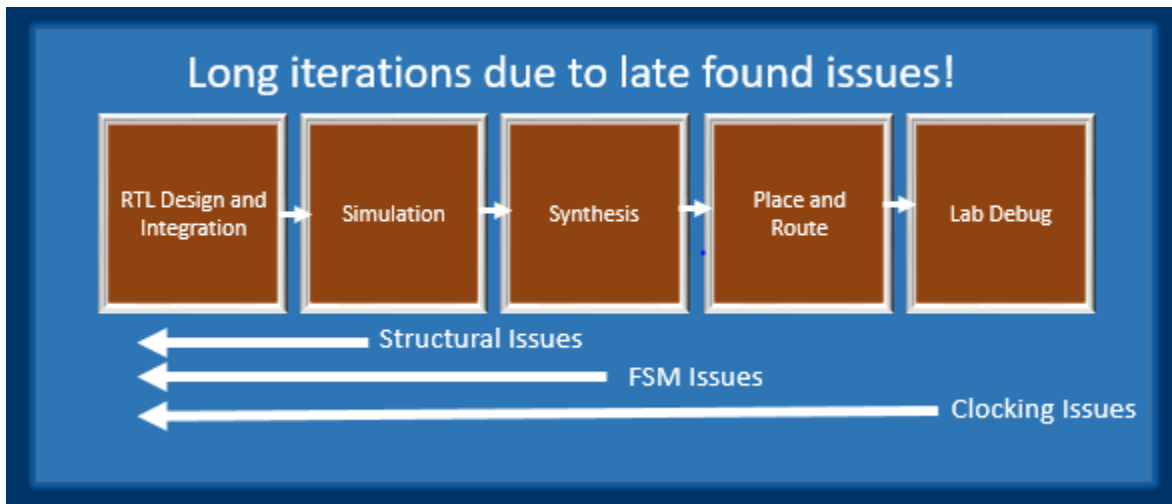 Long iterations due to late found issues!
RTL Design and
Integration
Simulation
Synthesis
Place and
Route
Lab Debug
Structural Issues
FSM Issues
Clocking Issues